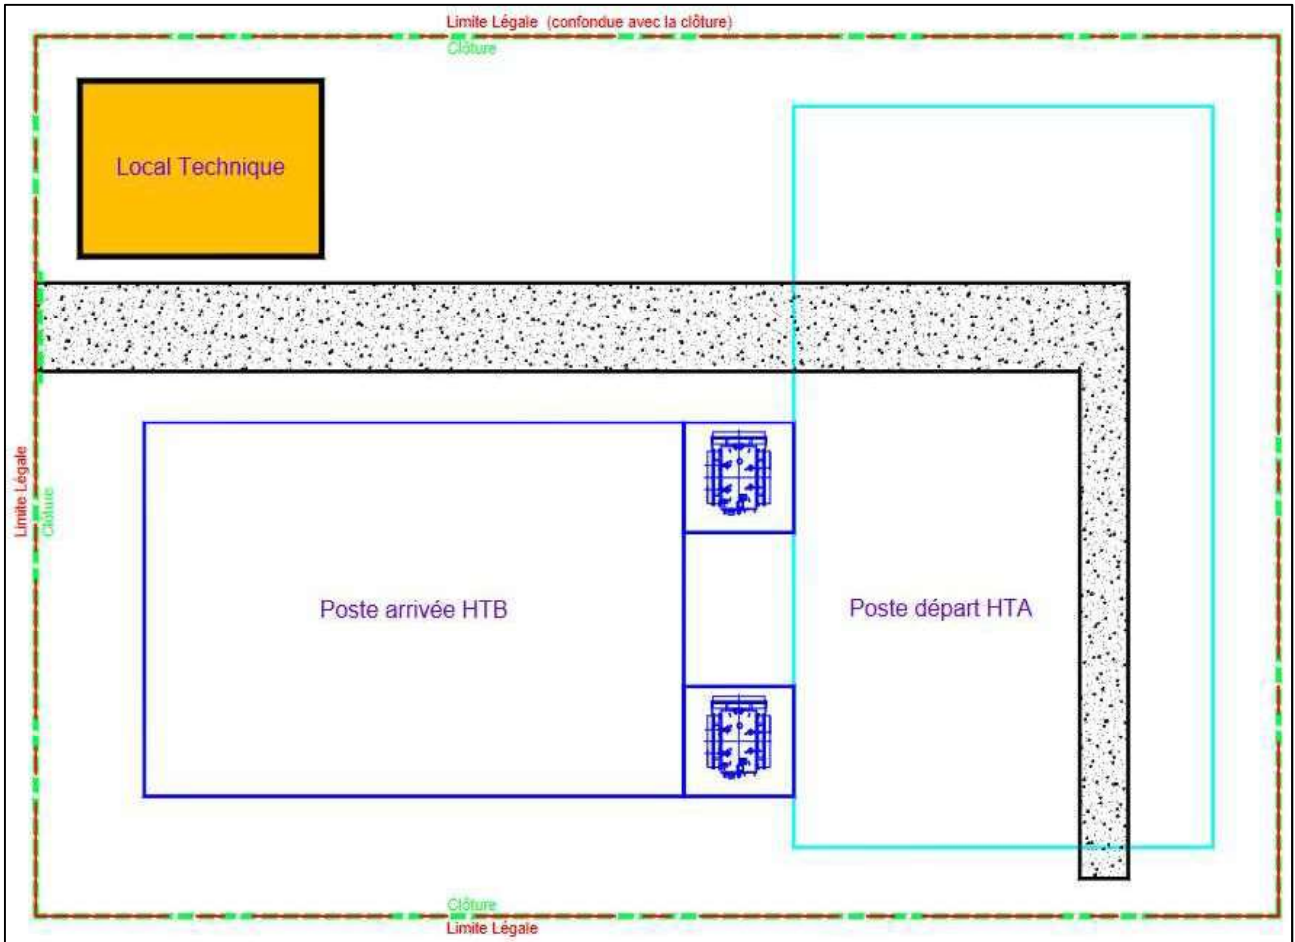 Limite Légale (confondue avec la clôture)
Clôture
Local Technique
Limite Légale
Clôture
Poste arrivée HTB
Poste départ HTA
Clôture
Limite Légale